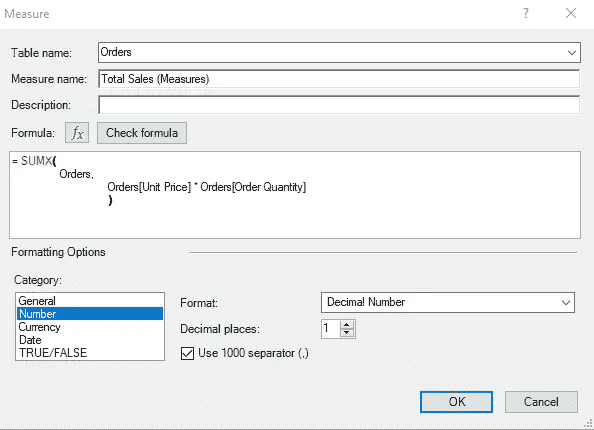 Measure
Table name: Orders
Measure name: Total Sales (Measures)
Description:
Formula: fx Check formula
= SUMX(
Orders,
Orders[Unit Price] * Orders[Order Quantity]
)
Formatting Options
Category:
General
Number
Currency
Date
TRUE/FALSE
Format: Decimal Number
Decimal places: 1
Use 1000 separator (,)
OK Cancel